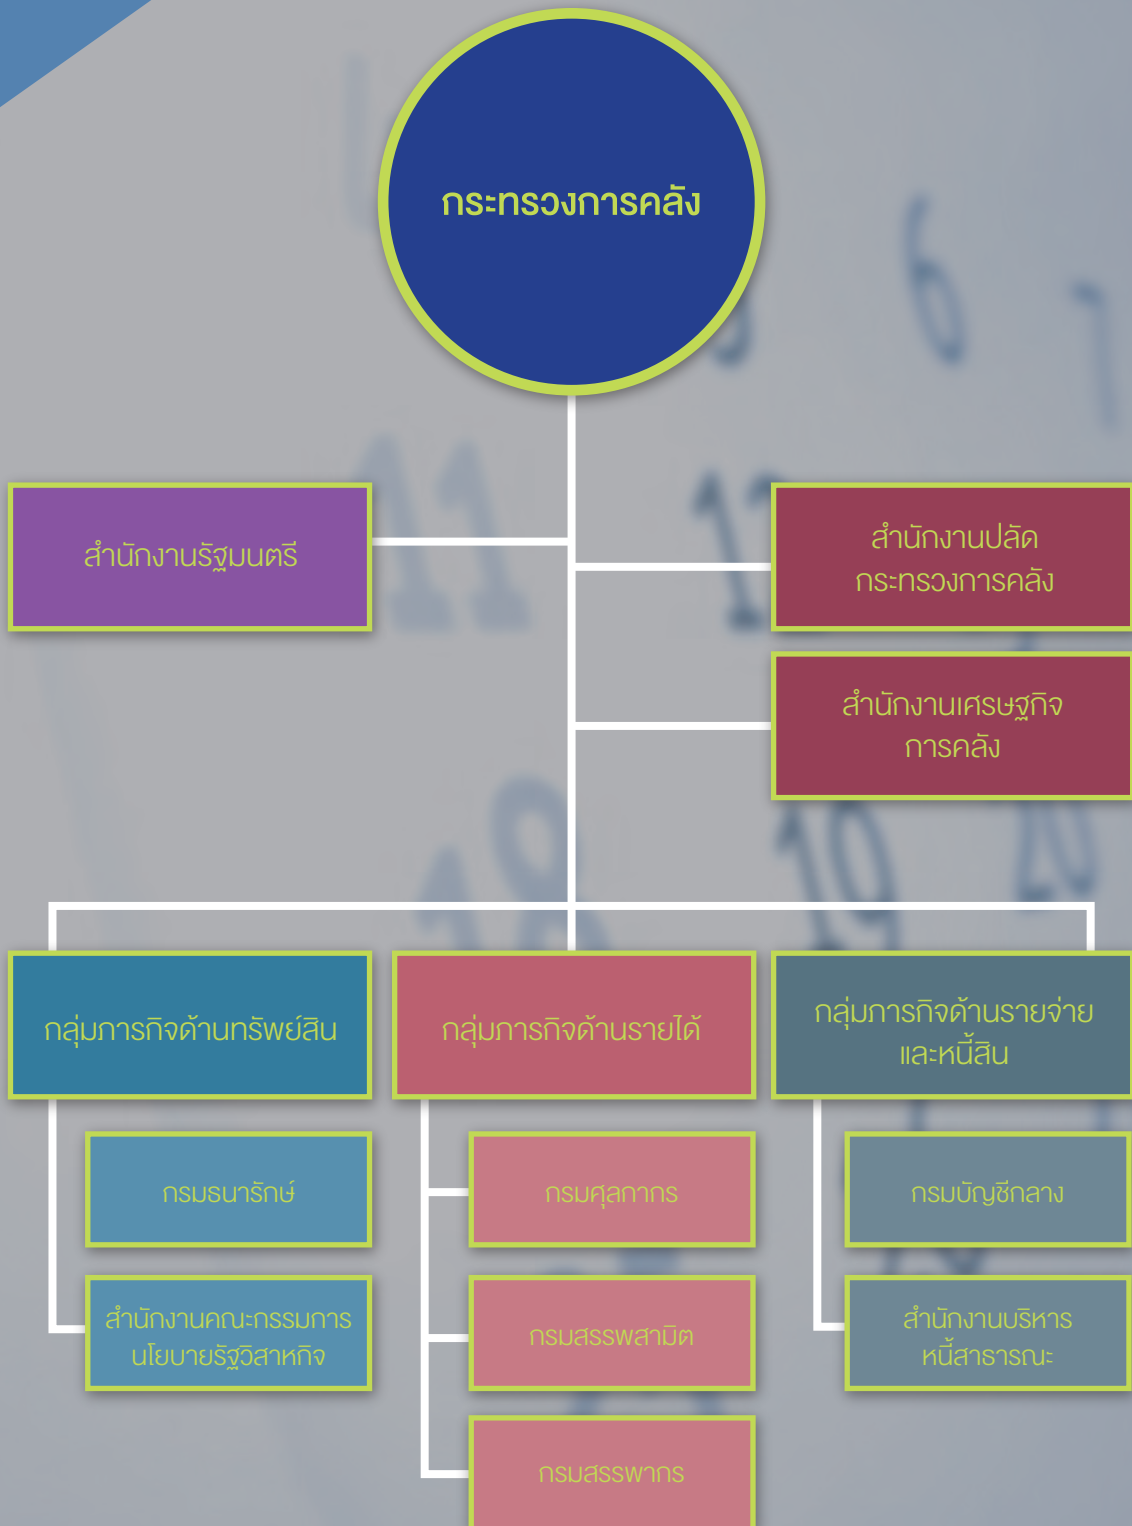 กระทรวงการคลัง
สำนักงานรัฐมนตรี
สำนักงานปลัด
กระทรวงการคลัง
สำนักงานเศรษฐกิจ
การคลัง
กลุ่มภารกิจด้านทรัพย์สิน
กลุ่มภารกิจด้านรายได้
กลุ่มภารกิจด้านรายจ่าย
และหนี้สิน
กรมธนารักษ์
สำนักงานคณะกรรมการ
นโยบายรัฐวิสาหกิจ
กรมศุลกากร
กรมสรรพสามิต
กรมสรรพากร
กรมบัญชีกลาง
สำนักงานบริหาร
หนี้สาธารณะ
6
7
11
18
19
20